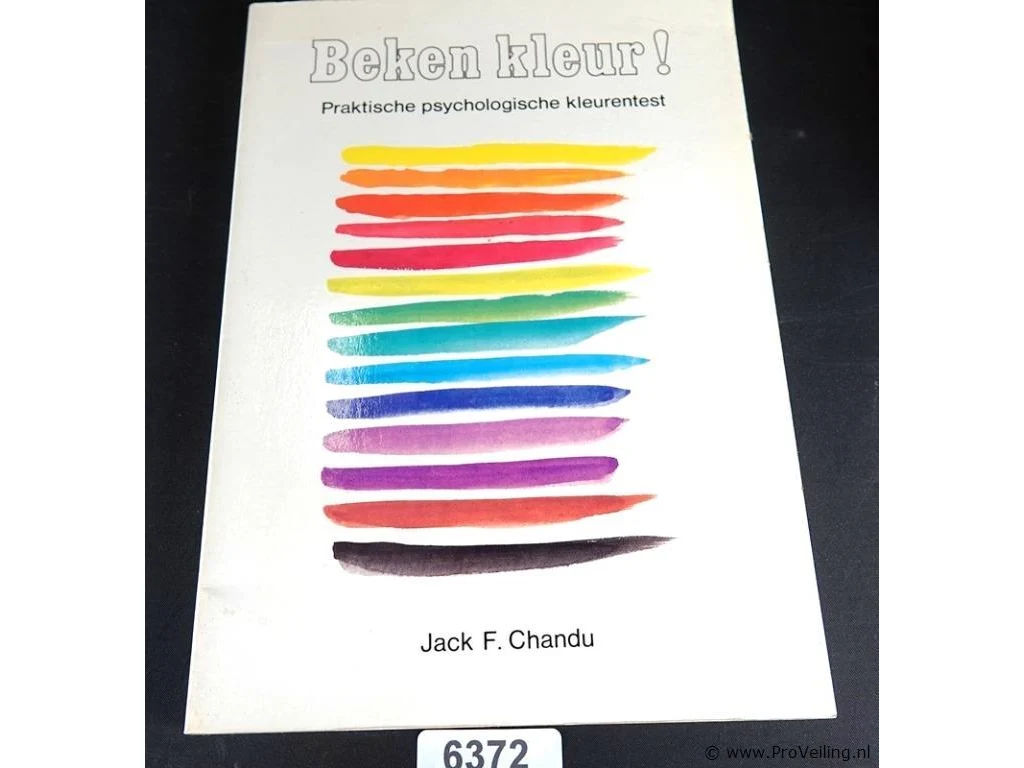 Beken kleur!
Praktische psychologische kleurentest
Jack F. Chandu
6372
© www.ProVeiling.nl